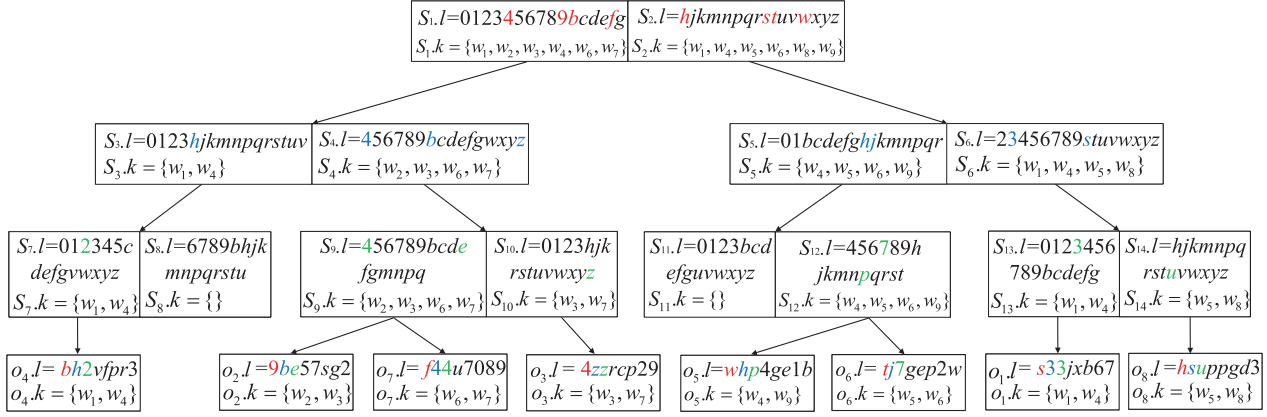 S₁.l=0123456789bcdefg
S₁.k = {w₁, w₂, w₃, w₄, w₆, w₇}
S₂.l=hjkmnpqrstuvwxyz
S₂.k = {w₁, w₄, w₅, w₆, w₈, w₉}
S₃.l=0123hjkmnpqrstuv
S₃.k = {w₁, w₄}
S₄.l=456789bcdefgwxyz
S₄.k = {w₂, w₃, w₆, w₇}
S₅.l=01bcdefghjkmnpqr
S₅.k = {w₄, w₅, w₆, w₉}
S₆.l=23456789stuvwxyz
S₆.k = {w₁, w₄, w₅, w₈}
S₇.l=012345c
defgvwxyz
S₇.k = {w₁, w₄}
S₈.l=6789bhjk
mnpqrstu
S₈.k = {}
S₉.l=456789bcde
fgmnpq
S₉.k = {w₂, w₃, w₆, w₇}
S₁₀.l=0123hjk
rstuvwxyz
S₁₀.k = {w₃, w₇}
S₁₁.l=0123bcd
efguvwxyz
S₁₁.k = {}
S₁₂.l=456789h
jkmnpqrst
S₁₂.k = {w₄, w₅, w₆, w₉}
S₁₃.l=0123456
789bcdefg
S₁₃.k = {w₁, w₄}
S₁₄.l=hjkmnpq
rstuvwxyz
S₁₄.k = {w₅, w₈}
o₄.l= bh2vfpr3
o₄.k= {w₁, w₄}
o₂.l=9be57sg2
o₂.k= {w₂, w₃}
o₇.l= f44u7089
o₇.k= {w₆, w₇}
o₃.l= 4zzrcp29
o₃.k= {w₃, w₇}
o₅.l=whp4ge1b
o₅.k= {w₄, w₉}
o₆.l= tj7gep2w
o₆.k= {w₅, w₆}
o₁.l= s33jxb67
o₁.k= {w₁, w₄}
o₈.l=hsuppgd3
o₈.k= {w₅, w₈}